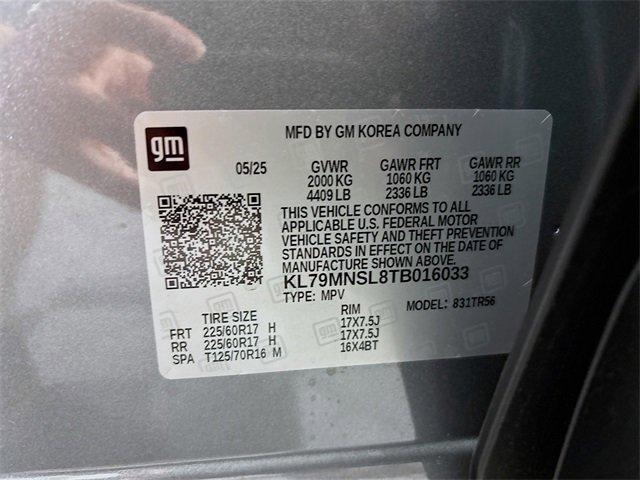 gm
MFD BY GM KOREA COMPANY
05/25 GVWR GAWR FRT GAWR RR
2000 KG 1060 KG 1060 KG
4409 LB 2336 LB 2336 LB
THIS VEHICLE CONFORMS TO ALL
APPLICABLE U.S. FEDERAL MOTOR
VEHICLE SAFETY AND THEFT PREVENTION
STANDARDS IN EFFECT ON THE DATE OF
MANUFACTURE SHOWN ABOVE.
KL79MNSL8TB016033
TYPE: MPV MODEL: 831TR56
TIRE SIZE RIM
FRT 225/60R17 H 17X7.5J
RR 225/60R17 H 17X7.5J
SPA T125/70R16 M 16X4BT